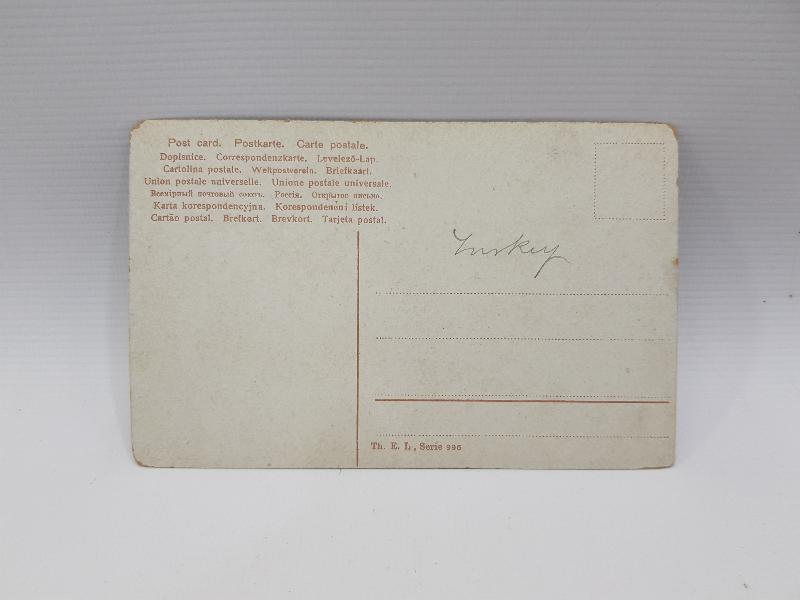 Post card. Postkarte. Carte postale.
Dopisnice. Correspondenzkarte. Levelező-Lap.
Cartolina postale. Weltpostverein. Briefkaart.
Union postale universelle. Unione postale universale.
Всемірный почтовый союзъ. Россія. Открытое письмо.
Karta korespondencyjna. Korespondenční lístek.
Cartão postal. Brefkort. Brevkort. Tarjeta postal.
Turkey
Th. E. L., Serie 996